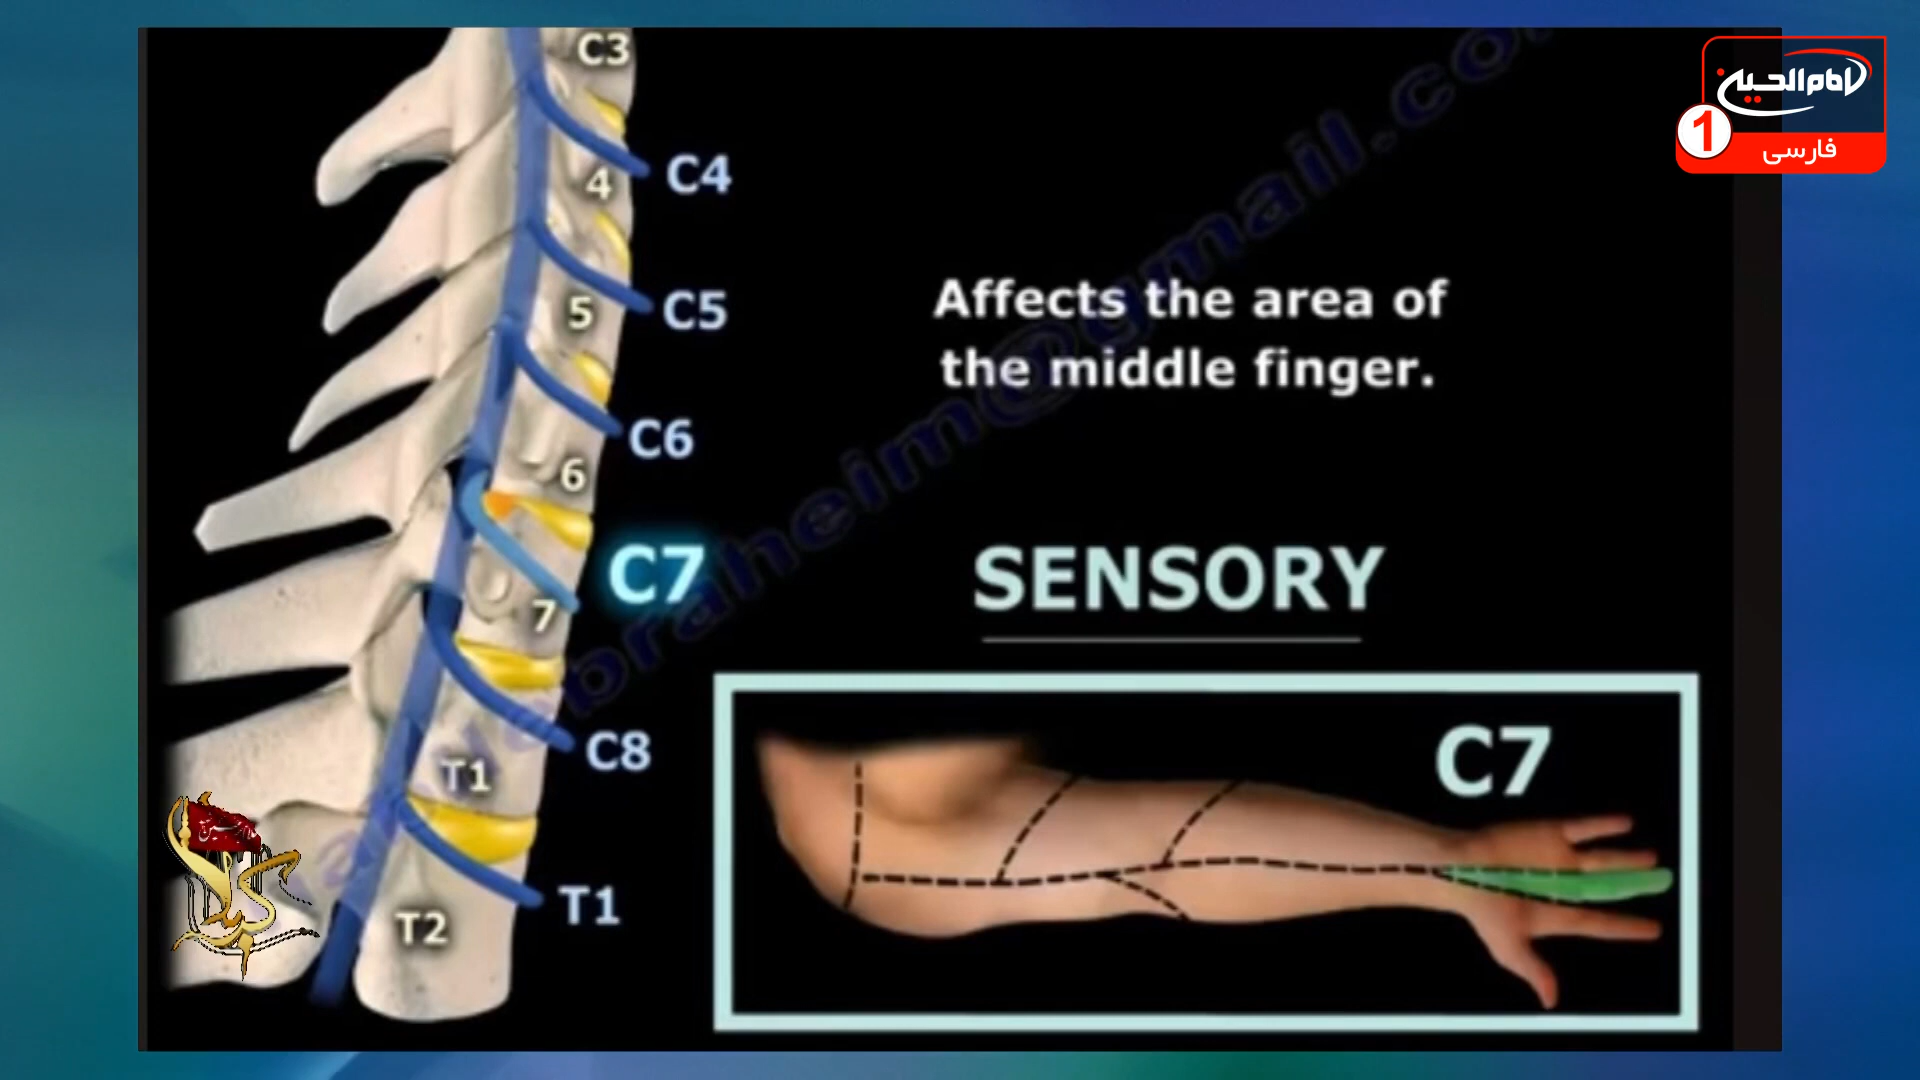 C3
C4
4
C5
5
C6
6
C7
7
C8
T1
T1
T2
Affects the area of
the middle finger.
SENSORY
C7
امام الحسین
1
فارسی
کربلا